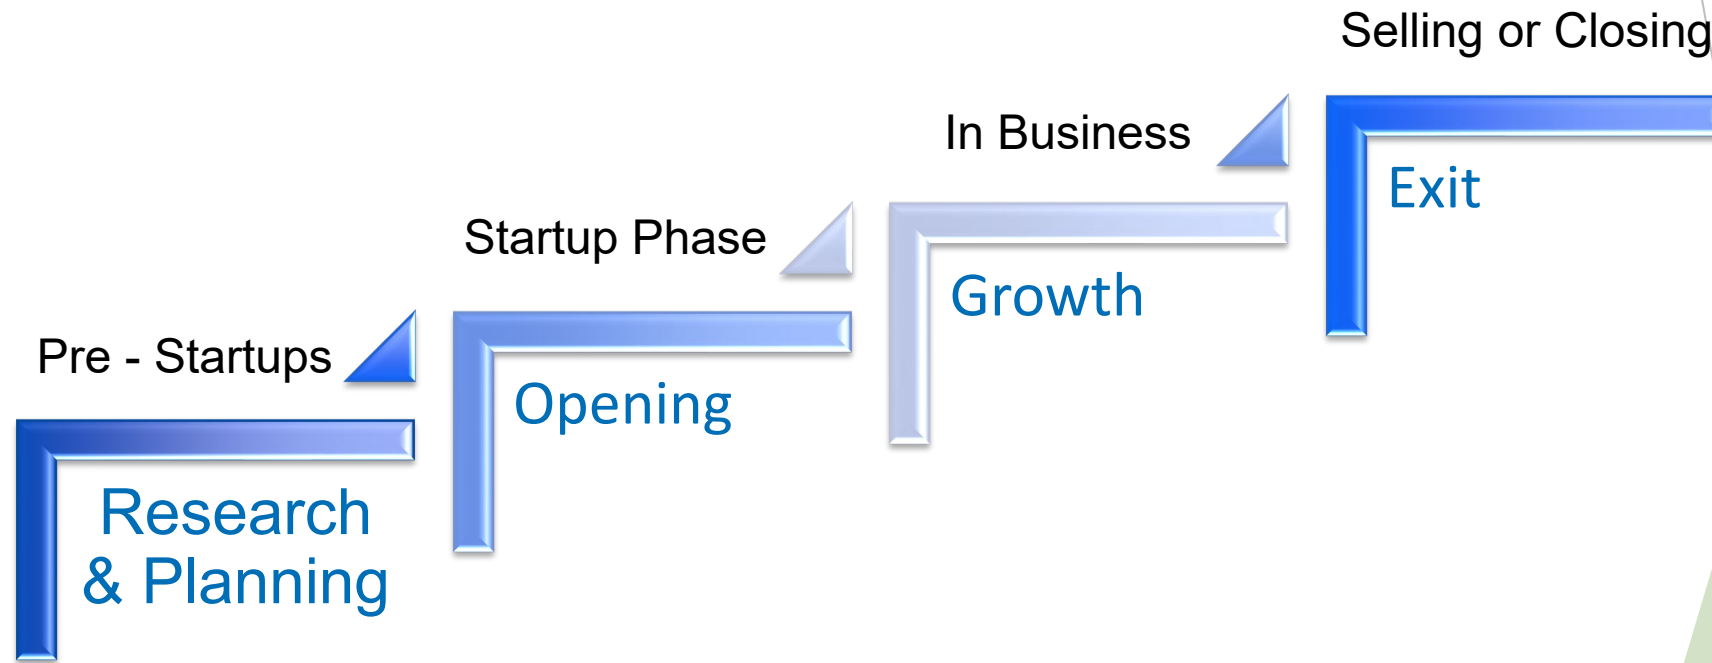 Selling or Closing
In Business
Exit
Startup Phase
Growth
Pre - Startups
Opening
Research
& Planning